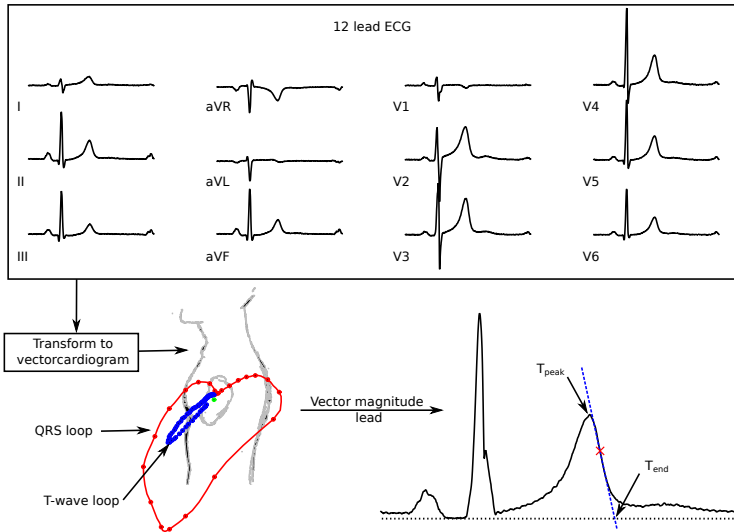 12 lead ECG
I
aVR
V1
V4
II
aVL
V2
V5
III
aVF
V3
V6
Transform to
vectorcardiogram
QRS loop
T-wave loop
Vector magnitude
lead
Tpeak
Tend